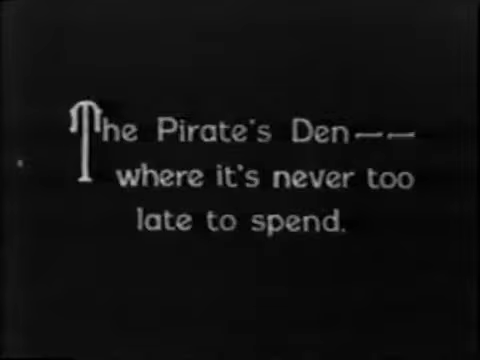 The Pirate's Den——
where it's never too
late to spend.